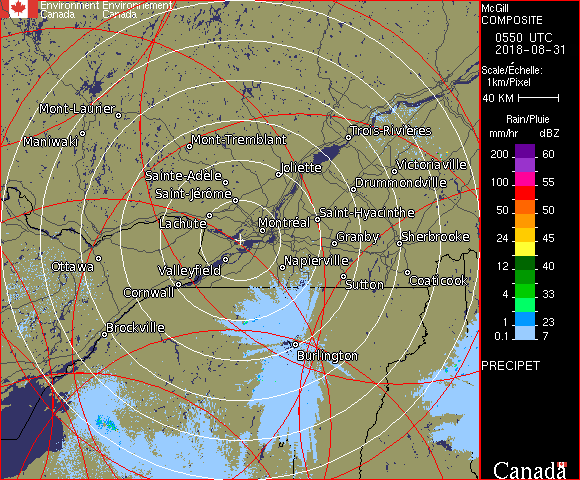 Environment Environnement
Canada Canada
McGill
COMPOSITE
0550 UTC
2018-08-31
Scale/Échelle:
1km/Pixel
40 KM
Rain/Pluie
mm/hr dBZ
200 60
100 55
50 50
24 45
12 40
4 33
1 23
0.1 7
PRECIPET
Canada
Mont-Laurier
Maniwaki
Mont-Tremblant
Trois-Rivières
Joliette
Victoriaville
Sainte-Adèle
Drummondville
Saint-Jérôme
Saint-Hyacinthe
Lachute
Montréal
Granby
Sherbrooke
Ottawa
Valleyfield
Napierville
Sutton
Coaticook
Cornwall
Brockville
Burlington